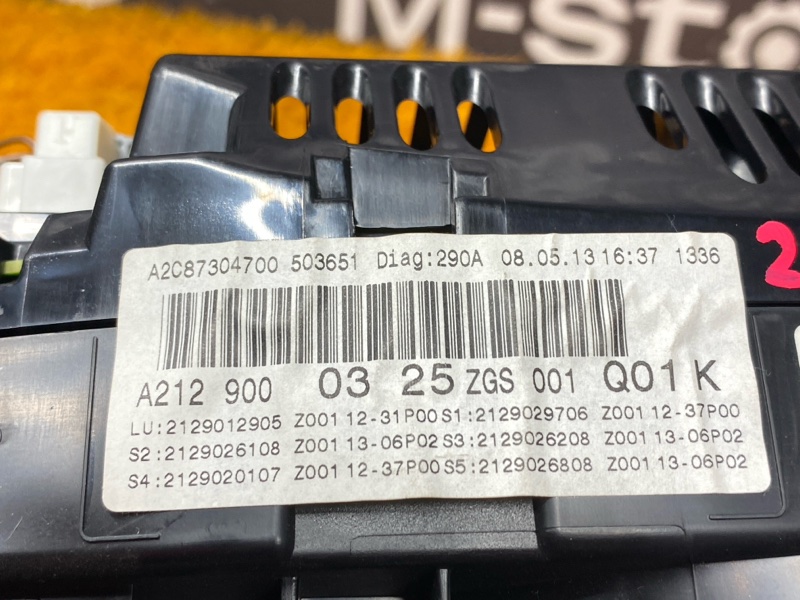 M-Sto
A2C87304700 503651 Diag:290A 08.05.13 16:37 1336
A212 900 03 25 ZGS 001 Q01 K
LU:2129012905 Z001 12-31P00 S1:2129029706 Z001 12-37P00
S2:2129026108 Z001 13-06P02 S3:2129026208 Z001 13-06P02
S4:2129020107 Z001 12-37P00 S5:2129026808 Z001 13-06P02
2